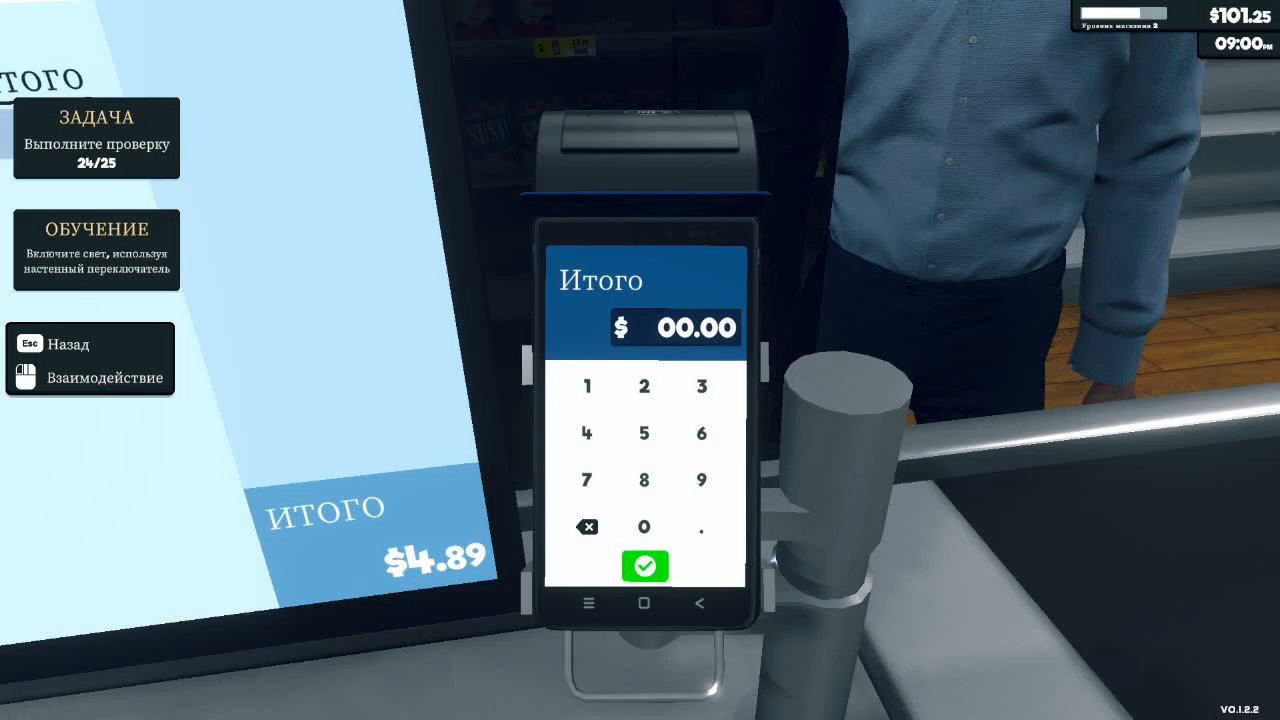 $101.25
Уровень магазина 2
09:00PM
ТОГО
ЗАДАЧА
Выполните проверку
24/25
ОБУЧЕНИЕ
Включите свет, используя
настенный переключатель
Esc Назад
Взаимодействие
ИТОГО
$4.89
Итого
$ 00.00
1 2 3
4 5 6
7 8 9
0 .
V0.1.2.2